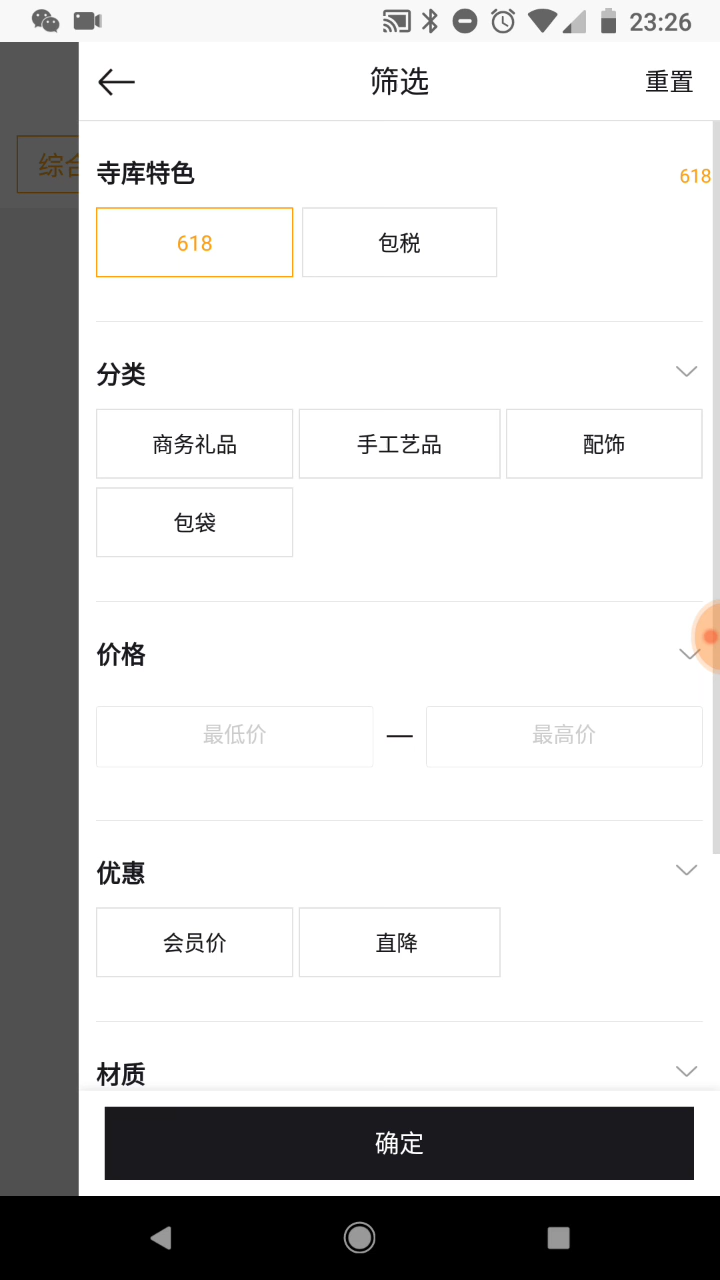 23:26
筛选
重置
综合
寺库特色
618
618
包税
分类
商务礼品
手工艺品
配饰
包袋
价格
最低价
—
最高价
优惠
会员价
直降
材质
确定